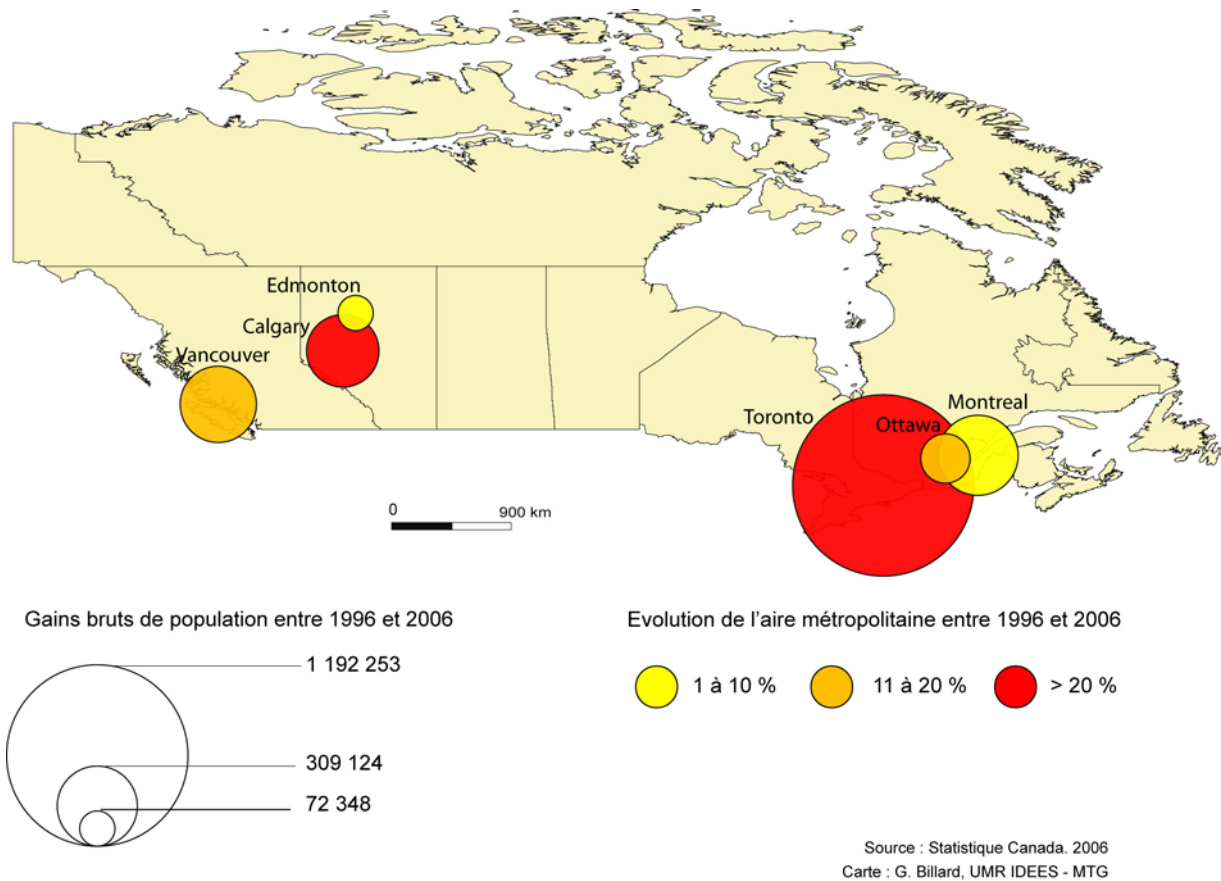 Edmonton
Calgary
Vancouver
Toronto
Ottawa
Montreal
0 900 km
Gains bruts de population entre 1996 et 2006
1 192 253
309 124
72 348
Evolution de l'aire métropolitaine entre 1996 et 2006
1 à 10 %
11 à 20 %
> 20 %
Source : Statistique Canada. 2006
Carte : G. Billard, UMR IDEES - MTG